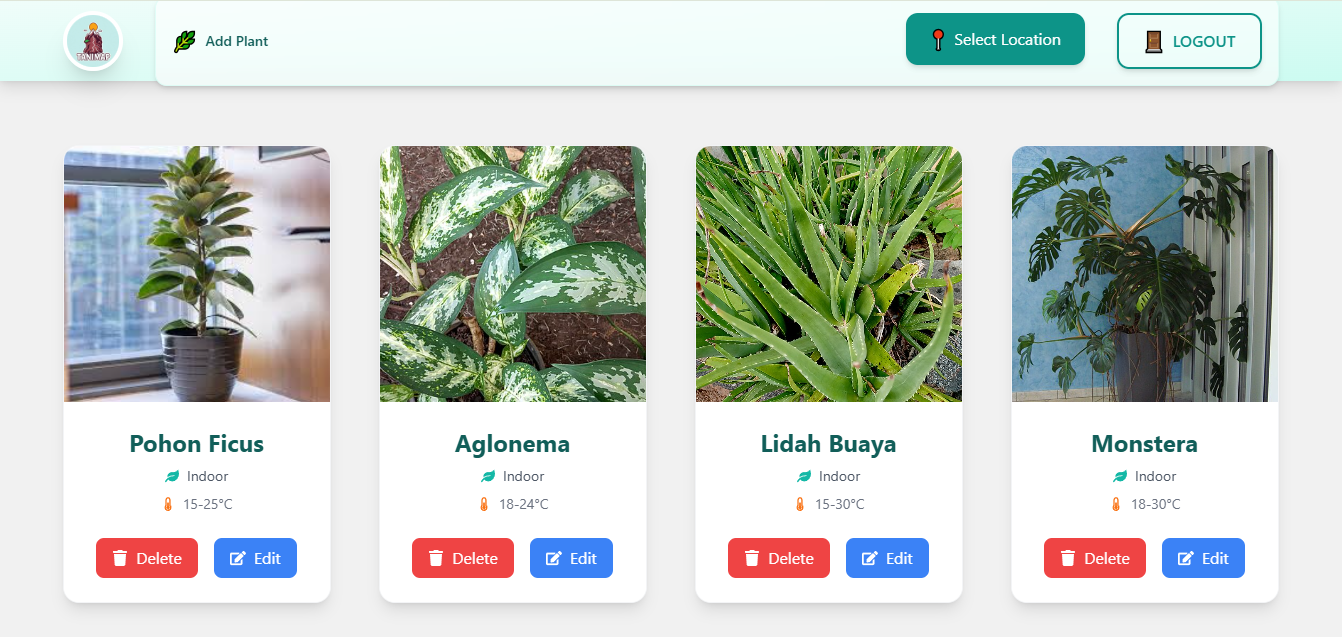 TANIMAP
Add Plant
Select Location
LOGOUT
Pohon Ficus
Indoor
15-25°C
Delete
Edit
Aglonema
Indoor
18-24°C
Delete
Edit
Lidah Buaya
Indoor
15-30°C
Delete
Edit
Monstera
Indoor
18-30°C
Delete
Edit